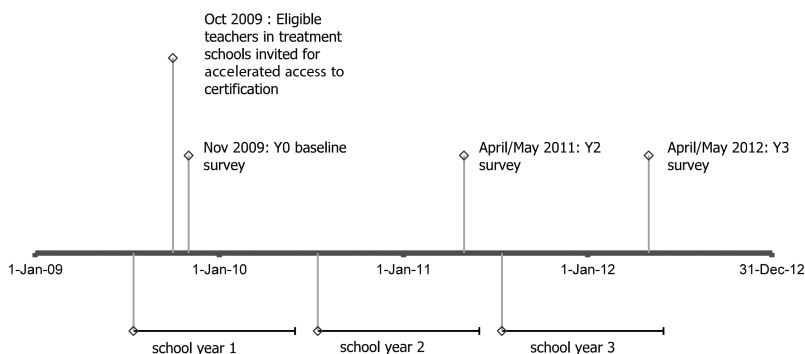 Oct 2009 : Eligible
teachers in treatment
schools invited for
accelerated access to
certification
Nov 2009: Y0 baseline
survey
April/May 2011: Y2
survey
April/May 2012: Y3
survey
1-Jan-09
1-Jan-10
1-Jan-11
1-Jan-12
31-Dec-12
school year 1
school year 2
school year 3